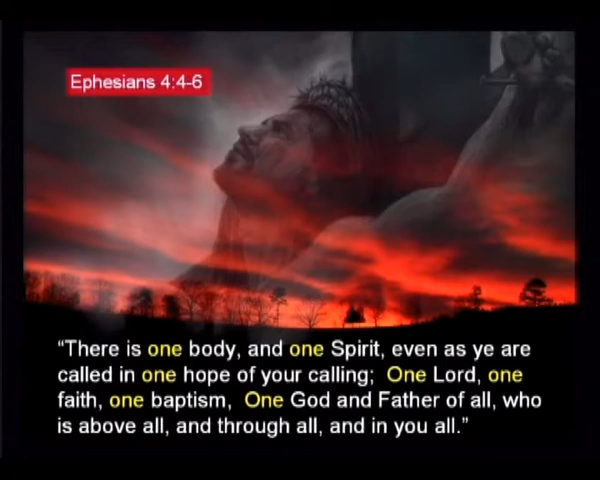 Ephesians 4:4-6
“There is one body, and one Spirit, even as ye are
called in one hope of your calling;  One Lord, one
faith, one baptism,  One God and Father of all, who
is above all, and through all, and in you all.”